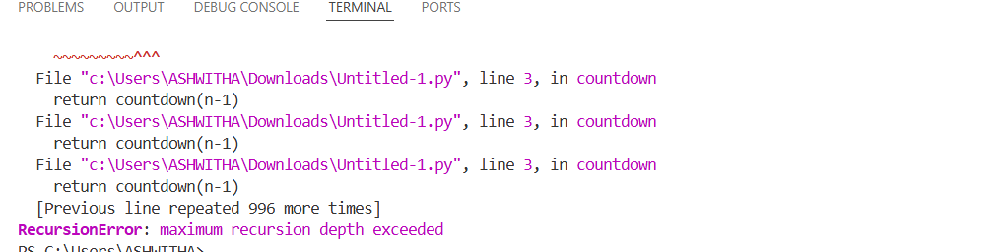 PROBLEMS OUTPUT DEBUG CONSOLE TERMINAL PORTS
~~~~~~~~~^^^
File "c:\Users\ASHWITHA\Downloads\Untitled-1.py", line 3, in countdown
return countdown(n-1)
File "c:\Users\ASHWITHA\Downloads\Untitled-1.py", line 3, in countdown
return countdown(n-1)
File "c:\Users\ASHWITHA\Downloads\Untitled-1.py", line 3, in countdown
return countdown(n-1)
[Previous line repeated 996 more times]
RecursionError: maximum recursion depth exceeded
PS C:\Users\ASHWITHA>